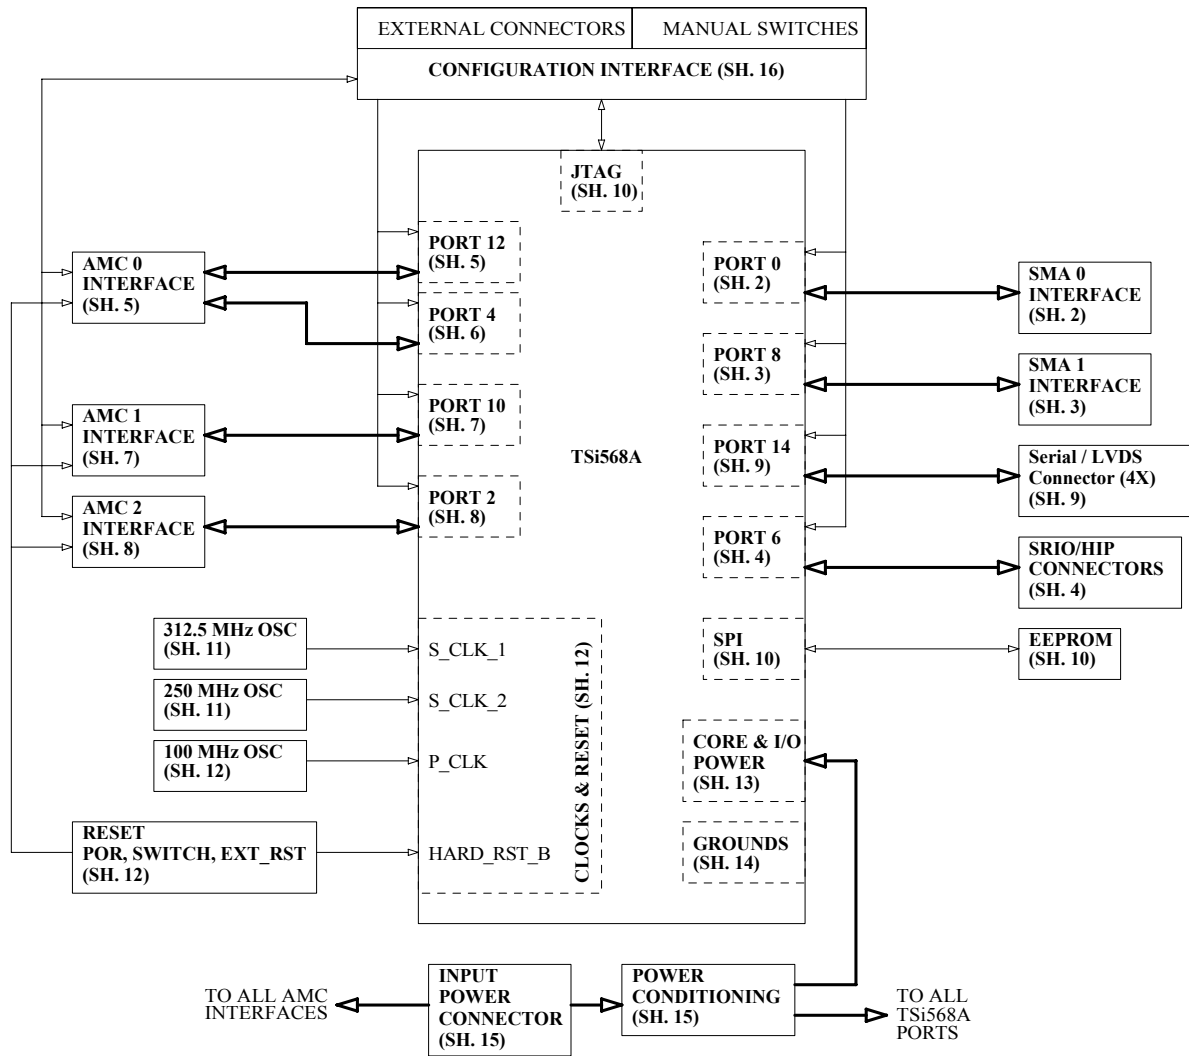 EXTERNAL CONNECTORS
MANUAL SWITCHES
CONFIGURATION INTERFACE (SH. 16)
JTAG
(SH. 10)
PORT 12
(SH. 5)
PORT 4
(SH. 6)
PORT 10
(SH. 7)
PORT 2
(SH. 8)
AMC 0
INTERFACE
(SH. 5)
AMC 1
INTERFACE
(SH. 7)
AMC 2
INTERFACE
(SH. 8)
TSi568A
PORT 0
(SH. 2)
PORT 8
(SH. 3)
PORT 14
(SH. 9)
PORT 6
(SH. 4)
SMA 0
INTERFACE
(SH. 2)
SMA 1
INTERFACE
(SH. 3)
Serial / LVDS
Connector (4X)
(SH. 9)
SRIO/HIP
CONNECTORS
(SH. 4)
312.5 MHz OSC
(SH. 11)
250 MHz OSC
(SH. 11)
100 MHz OSC
(SH. 12)
RESET
POR, SWITCH, EXT_RST
(SH. 12)
S_CLK_1
S_CLK_2
P_CLK
HARD_RST_B
CLOCKS & RESET (SH. 12)
SPI
(SH. 10)
EEPROM
(SH. 10)
CORE & I/O
POWER
(SH. 13)
GROUNDS
(SH. 14)
TO ALL AMC
INTERFACES
INPUT
POWER
CONNECTOR
(SH. 15)
POWER
CONDITIONING
(SH. 15)
TO ALL
TSi568A
PORTS